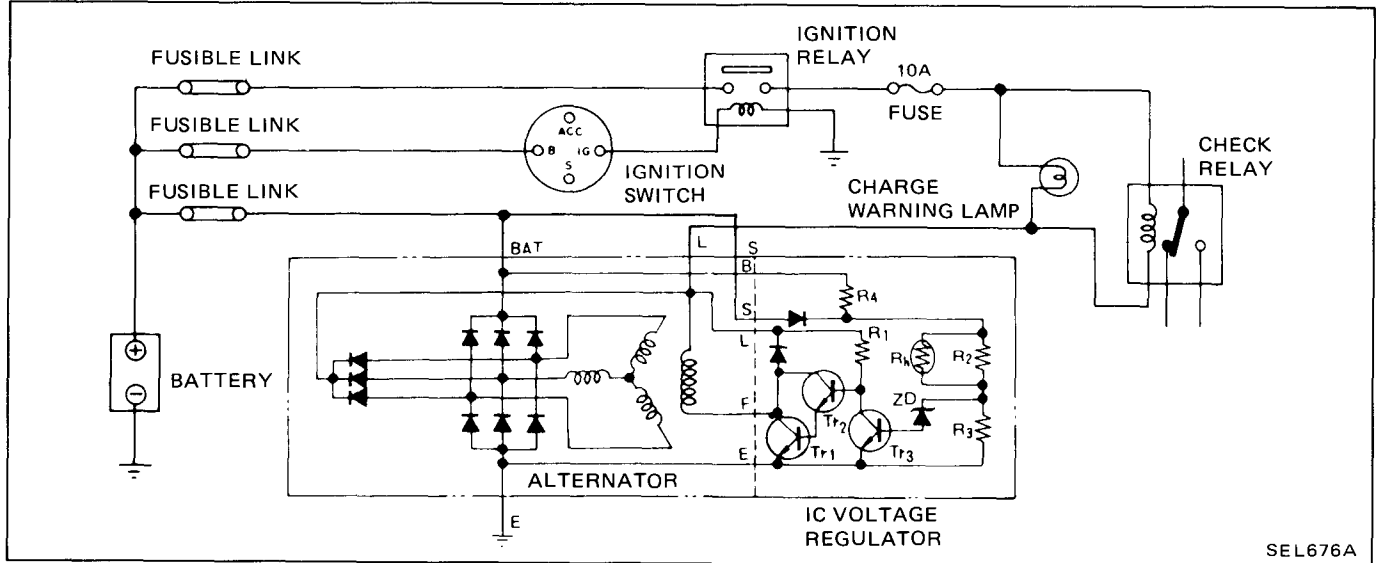 IGNITION
RELAY
FUSIBLE LINK
10A
FUSE
FUSIBLE LINK
ACC
B
IG
S
IGNITION
SWITCH
CHECK
RELAY
FUSIBLE LINK
CHARGE
WARNING LAMP
BAT
L
S
B
R4
S
L
R1
Rh
R2
BATTERY
ZD
F
Tr2
R3
E
Tr1
Tr3
ALTERNATOR
E
IC VOLTAGE
REGULATOR
SEL676A